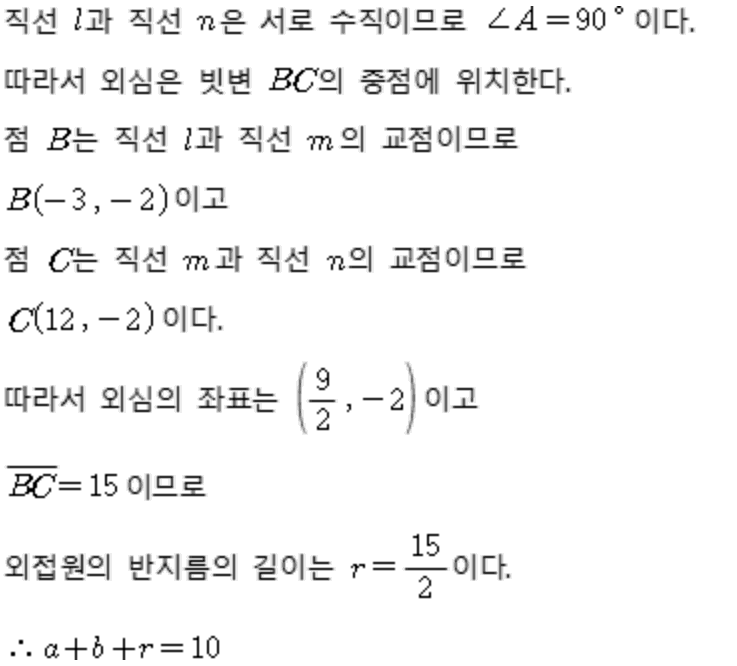 직선 l과 직선 n은 서로 수직이므로 ∠A=90°이다.
따라서 외심은 빗변 BC의 중점에 위치한다.
점 B는 직선 l과 직선 m의 교점이므로
B(−3, −2)이고
점 C는 직선 m과 직선 n의 교점이므로
C(12, −2)이다.
따라서 외심의 좌표는 (9/2, −2)이고
B̅C̅=15이므로
외접원의 반지름의 길이는 r=15/2이다.
∴ a+b+r=10